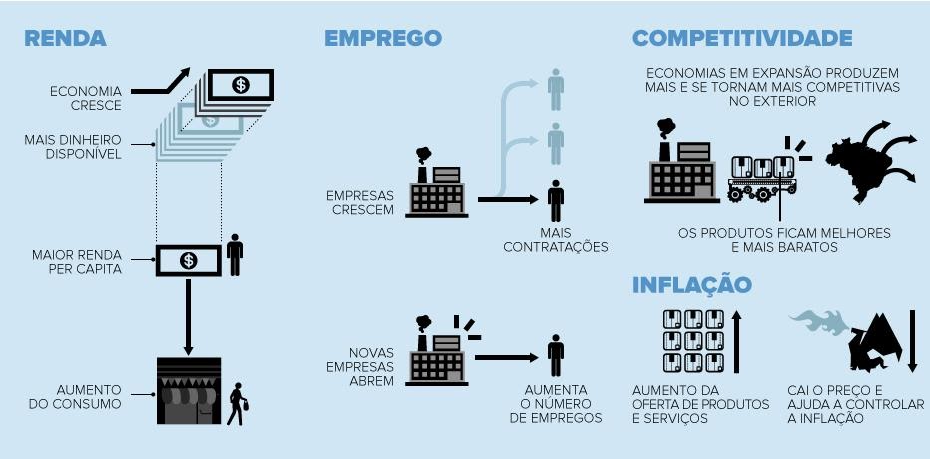 RENDA
ECONOMIA
CRESCE
$
MAIS DINHEIRO
DISPONÍVEL
$
MAIOR RENDA
PER CAPITA
$
AUMENTO
DO CONSUMO
EMPREGO
EMPRESAS
CRESCEM
MAIS
CONTRATAÇÕES
NOVAS
EMPRESAS
ABREM
AUMENTA
O NÚMERO
DE EMPREGOS
COMPETITIVIDADE
ECONOMIAS EM EXPANSÃO PRODUZEM
MAIS E SE TORNAM MAIS COMPETITIVAS
NO EXTERIOR
OS PRODUTOS FICAM MELHORES
E MAIS BARATOS
INFLAÇÃO
AUMENTO DA
OFERTA DE PRODUTOS
E SERVIÇOS
CAI O PREÇO E
AJUDA A CONTROLAR
A INFLAÇÃO